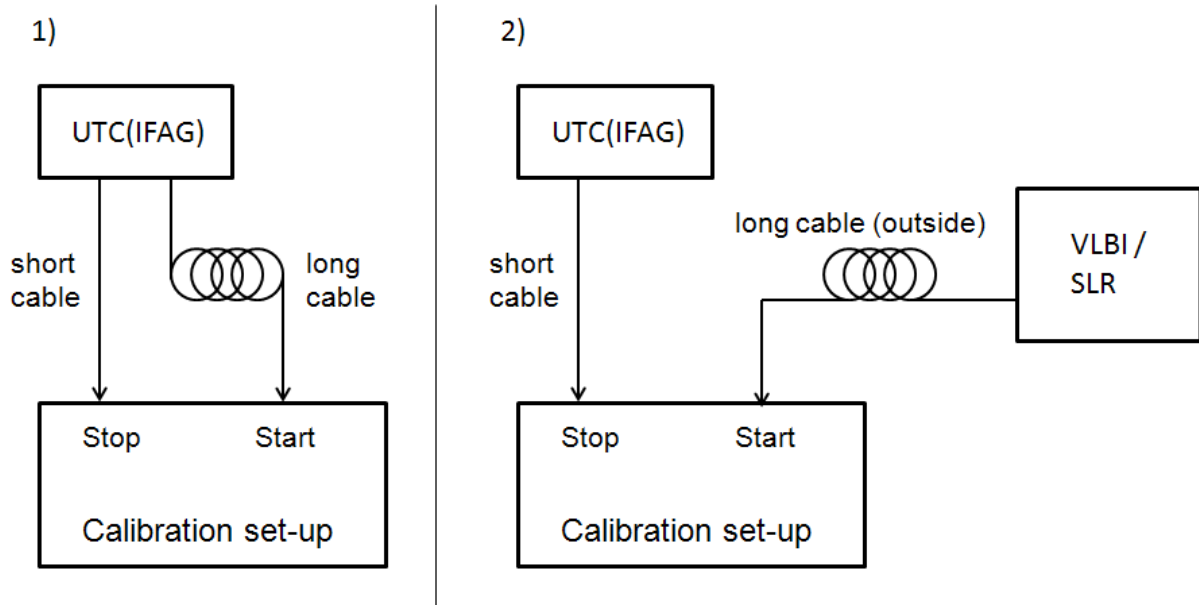 1)
UTC(IFAG)
short
cable
long
cable
Stop Start
Calibration set-up
2)
UTC(IFAG)
short
cable
long cable (outside)
VLBI /
SLR
Stop Start
Calibration set-up